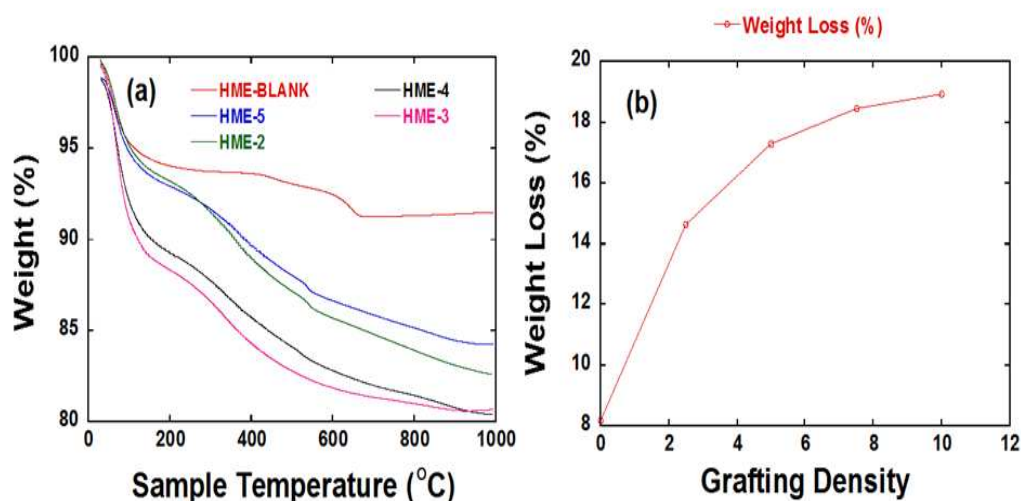 Weight Loss (%)
(a)
HME-BLANK
HME-5
HME-2
HME-4
HME-3
Weight (%)
100
95
90
85
80
0 200 400 600 800 1000
Sample Temperature (°C)
(b)
Weight Loss (%)
20
18
16
14
12
10
8
0 2 4 6 8 10 12
Grafting Density